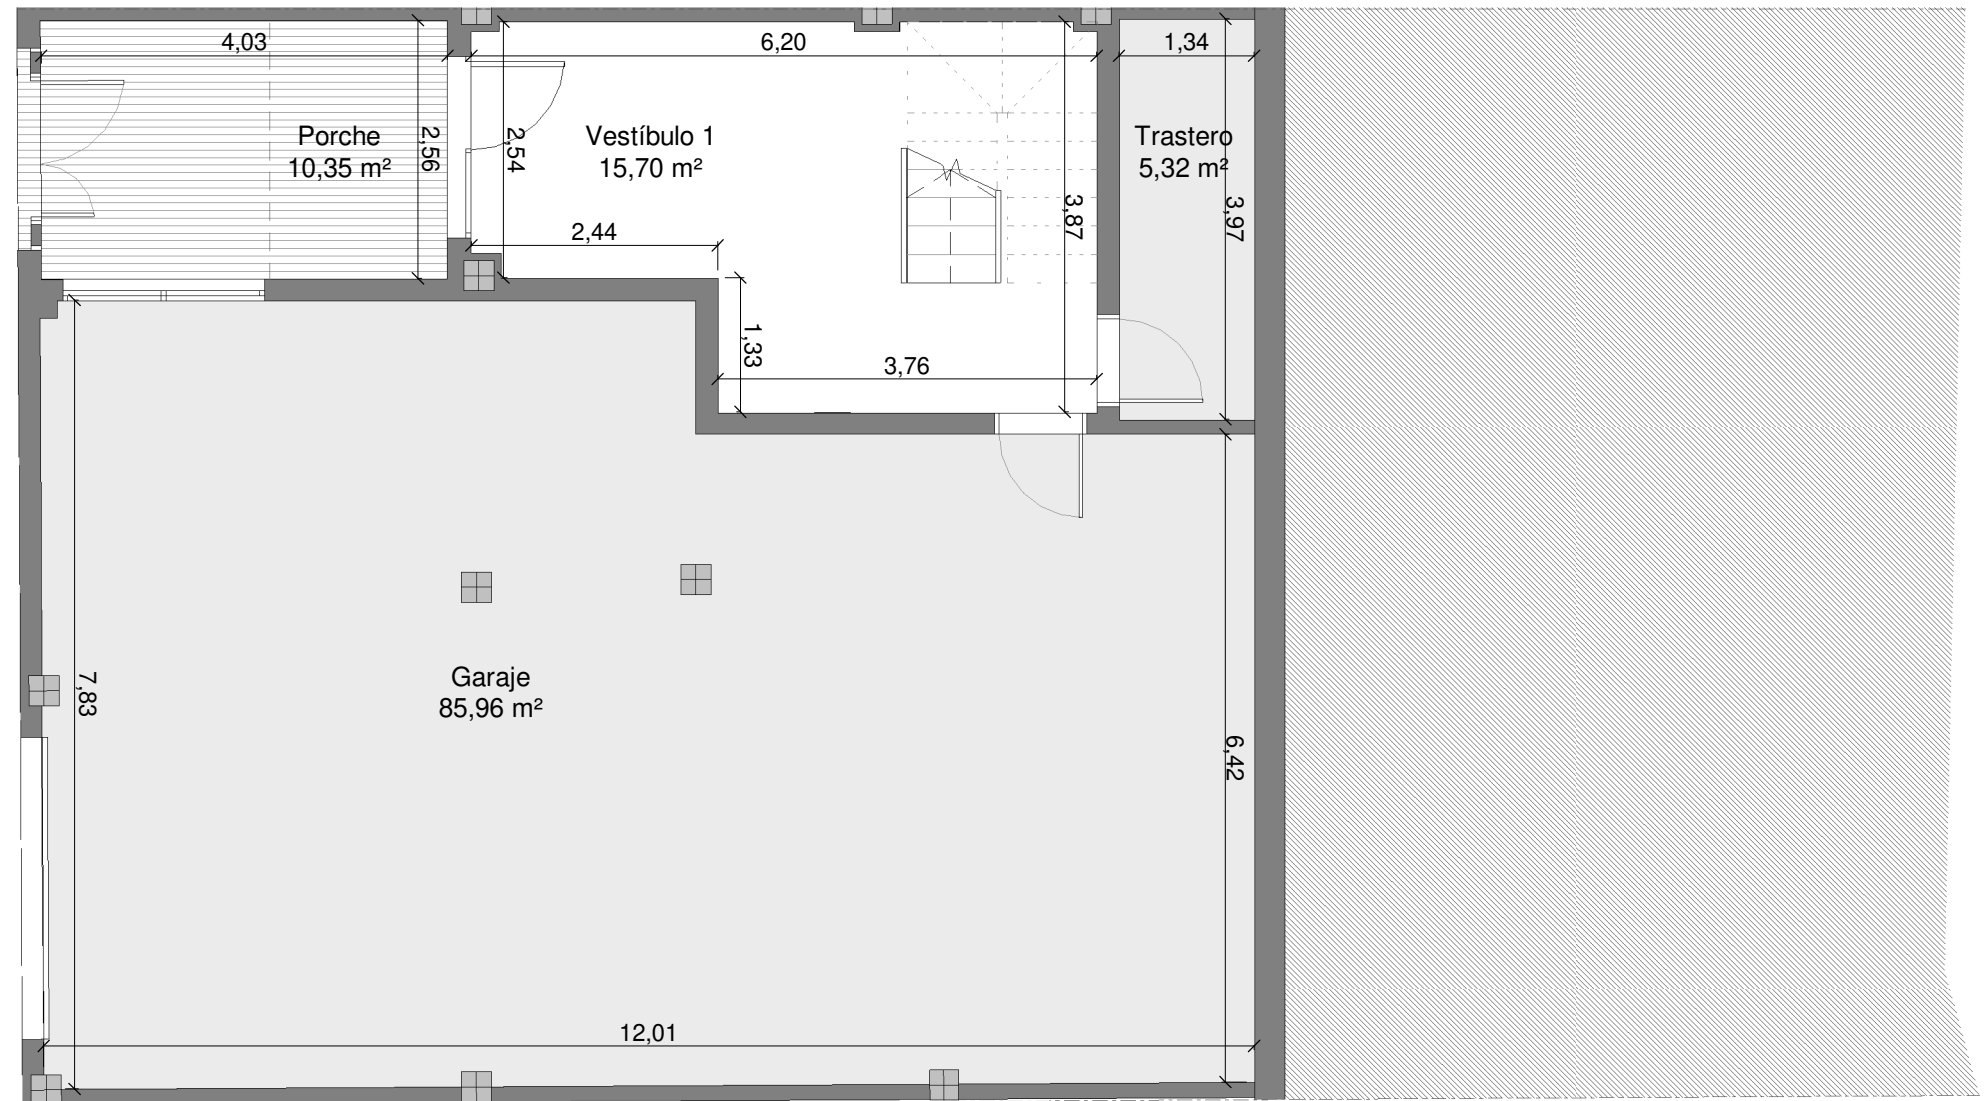 4,03
6,20
1,34
Porche
10,35 m²
2,56
2,54
Vestíbulo 1
15,70 m²
Trastero
5,32 m²
3,87
3,97
2,44
1,33
3,76
Garaje
85,96 m²
7,83
6,42
12,01